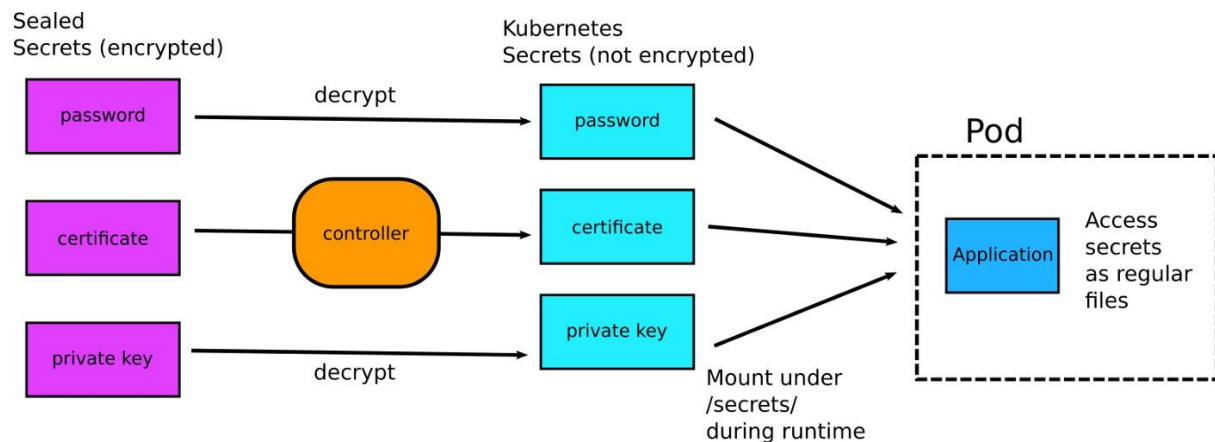 Sealed
Secrets (encrypted)
password
certificate
private key
decrypt
controller
decrypt
Kubernetes
Secrets (not encrypted)
password
certificate
private key
Mount under
/secrets/
during runtime
Pod
Application
Access
secrets
as regular
files